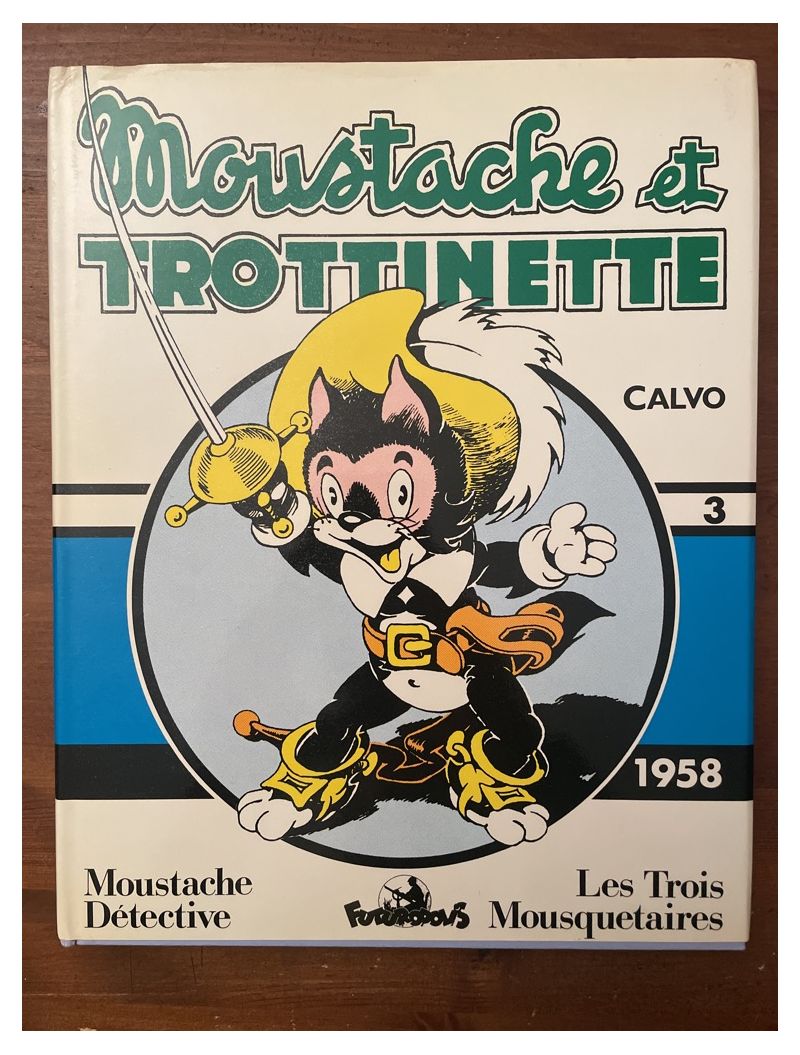 Moustache et
TROTTINETTE
CALVO
3
1958
Moustache
Détective
FUTUROPOLIS
Les Trois
Mousquetaires